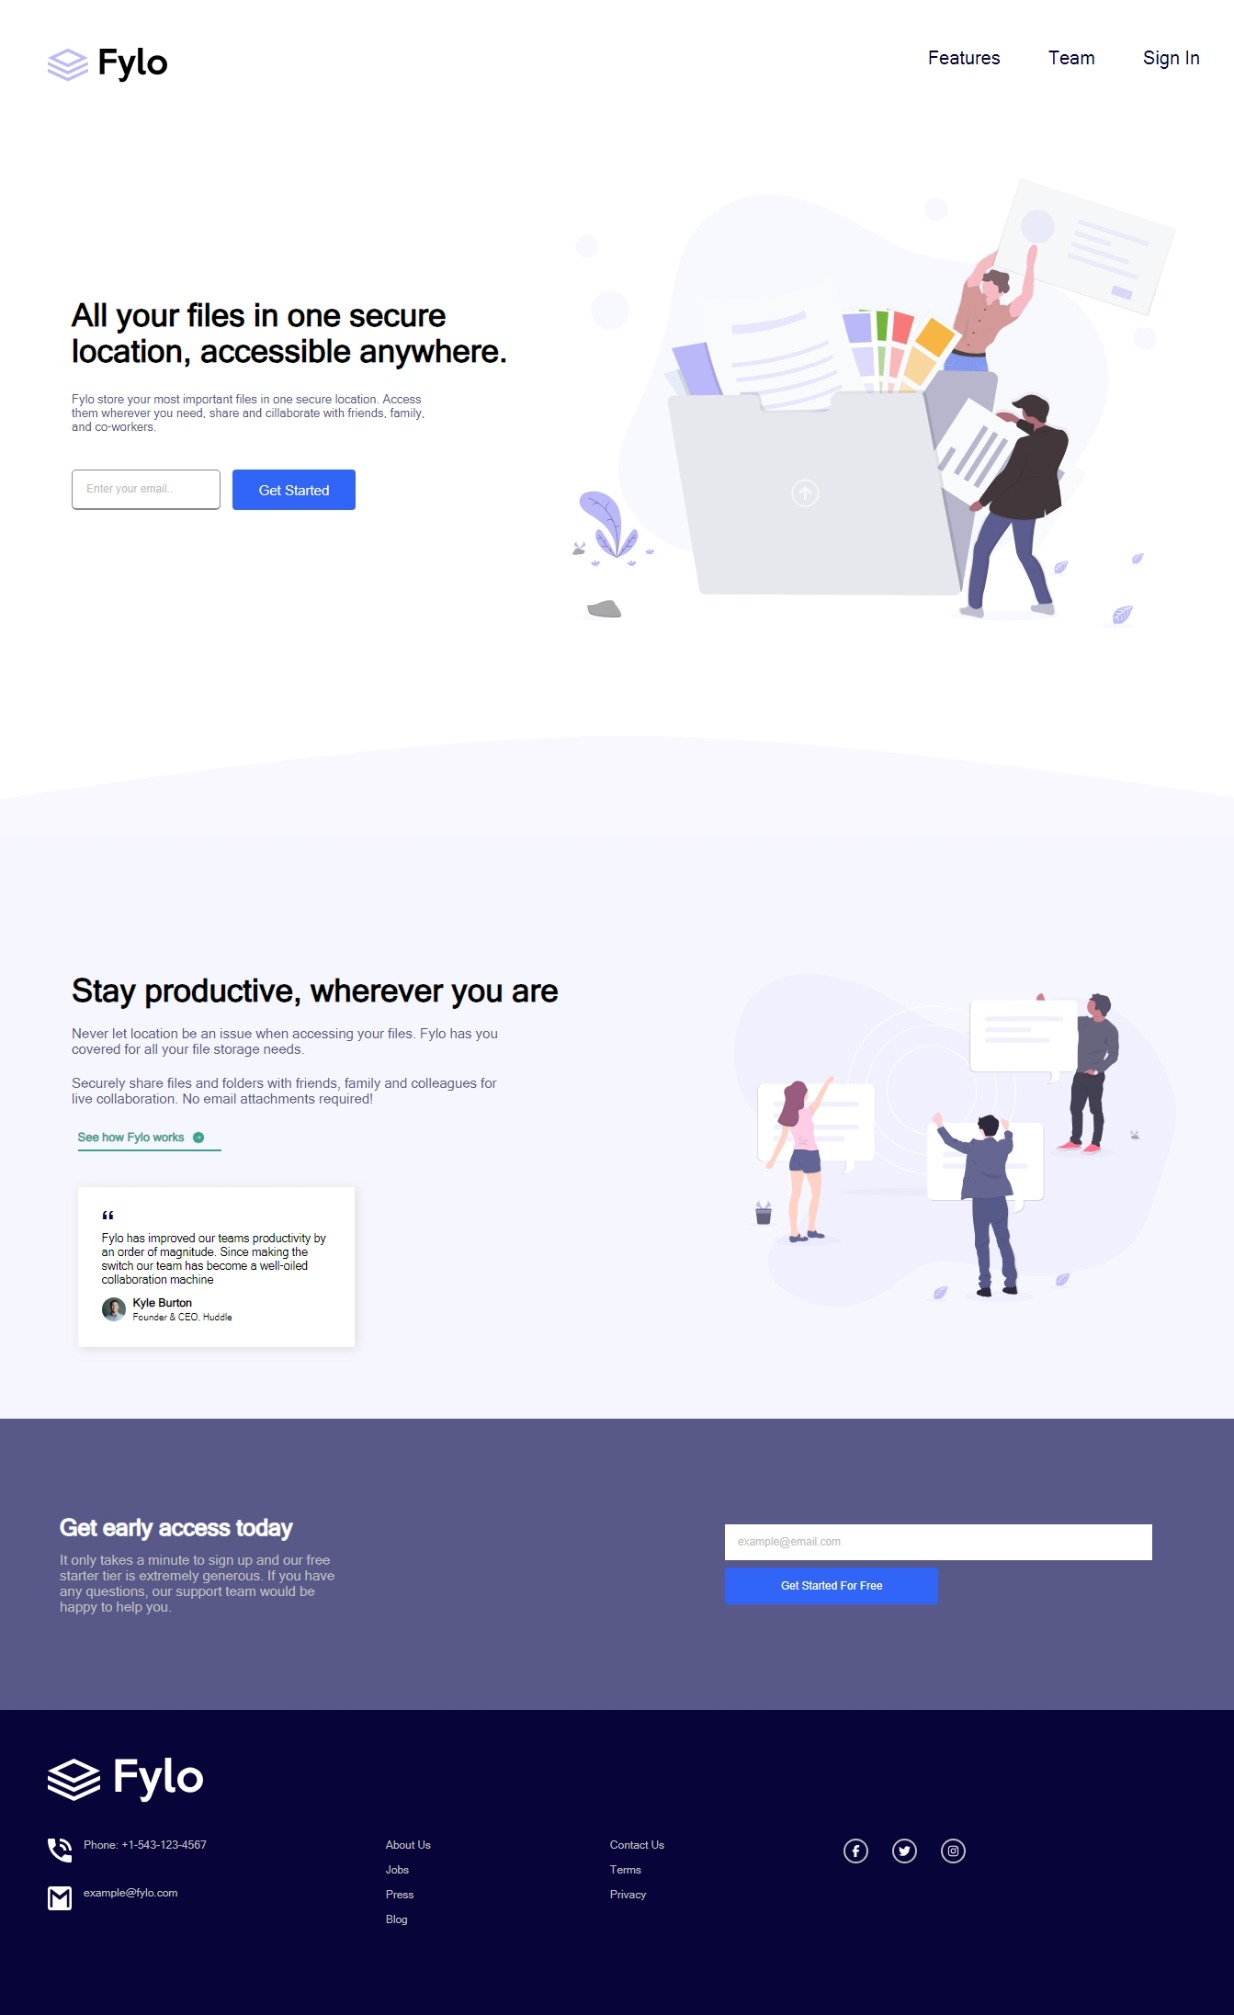 Fylo
Features Team Sign In
All your files in one secure
location, accessible anywhere.
Fylo store your most important files in one secure location. Access
them wherever you need, share and cillaborate with friends, family,
and co-workers.
Enter your email..
Get Started
Stay productive, wherever you are
Never let location be an issue when accessing your files. Fylo has you
covered for all your file storage needs.
Securely share files and folders with friends, family and colleagues for
live collaboration. No email attachments required!
See how Fylo works
“
Fylo has improved our teams productivity by
an order of magnitude. Since making the
switch our team has become a well-oiled
collaboration machine
Kyle Burton
Founder & CEO, Huddle
Get early access today
It only takes a minute to sign up and our free
starter tier is extremely generous. If you have
any questions, our support team would be
happy to help you.
example@email.com
Get Started For Free
Fylo
Phone: +1-543-123-4567
example@fylo.com
About Us
Jobs
Press
Blog
Contact Us
Terms
Privacy